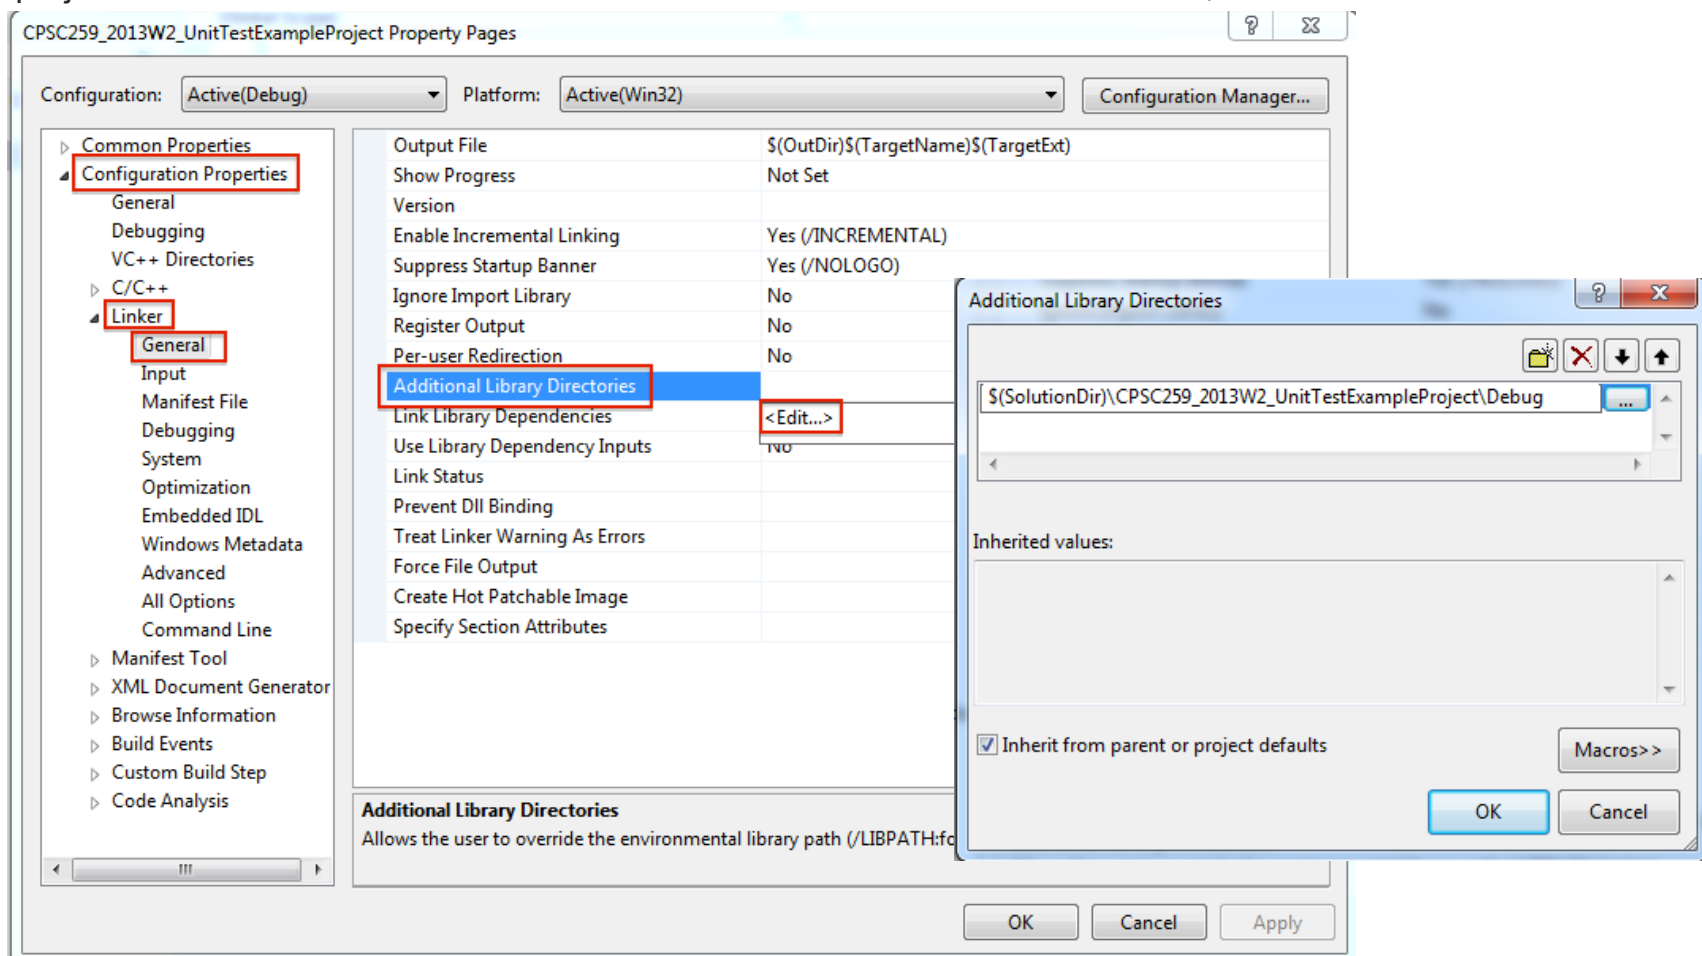 CPSC259_2013W2_UnitTestExampleProject Property Pages
Configuration: Active(Debug) Platform: Active(Win32) Configuration Manager...
Common Properties
Configuration Properties
General
Debugging
VC++ Directories
C/C++
Linker
General
Input
Manifest File
Debugging
System
Optimization
Embedded IDL
Windows Metadata
Advanced
All Options
Command Line
Manifest Tool
XML Document Generator
Browse Information
Build Events
Custom Build Step
Code Analysis
Output File $(OutDir)$(TargetName)$(TargetExt)
Show Progress Not Set
Version
Enable Incremental Linking Yes (/INCREMENTAL)
Suppress Startup Banner Yes (/NOLOGO)
Ignore Import Library No
Register Output No
Per-user Redirection No
Additional Library Directories
Link Library Dependencies <Edit...>
Use Library Dependency Inputs No
Link Status
Prevent Dll Binding
Treat Linker Warning As Errors
Force File Output
Create Hot Patchable Image
Specify Section Attributes
Additional Library Directories
Allows the user to override the environmental library path (/LIBPATH:fo
OK Cancel Apply
Additional Library Directories
$(SolutionDir)\CPSC259_2013W2_UnitTestExampleProject\Debug ...
Inherited values:
Inherit from parent or project defaults
Macros>>
OK Cancel